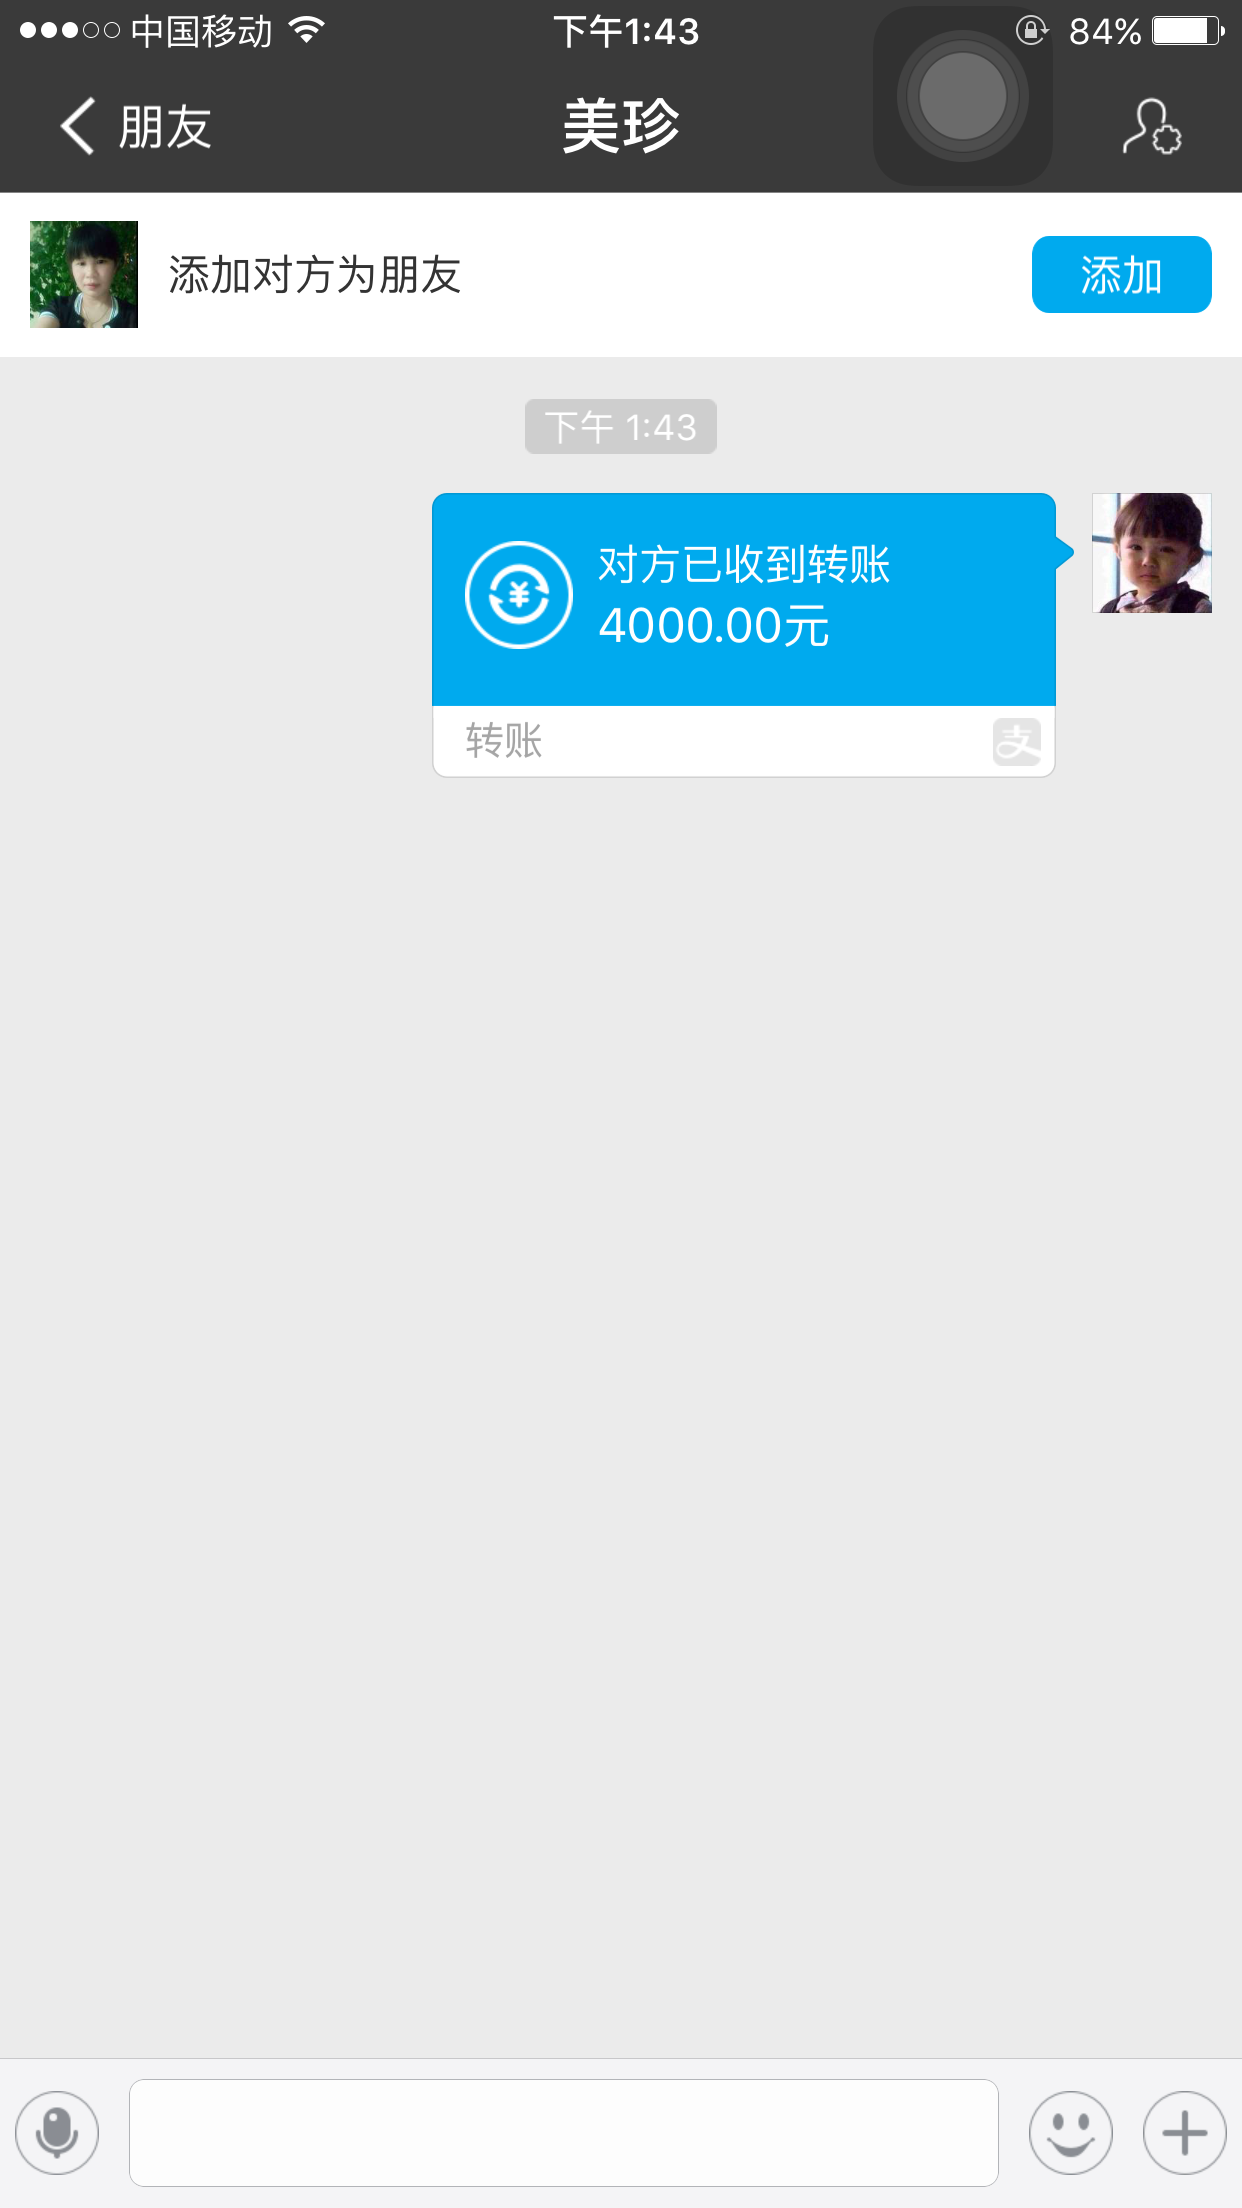 中国移动
下午1:43
84%
朋友
美珍
添加对方为朋友
添加
下午 1:43
对方已收到转账
4000.00元
转账
支